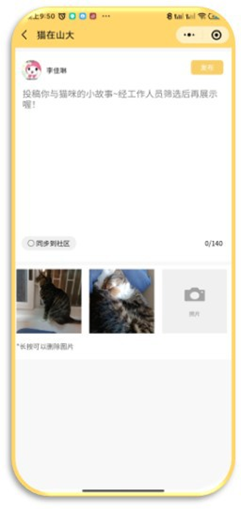 9:50
猫在山大
李佳琳
发布
投稿你与猫咪的小故事~经工作人员筛选后再展示
喔!
同步到社区
0/140
照片
*长按可以删除图片